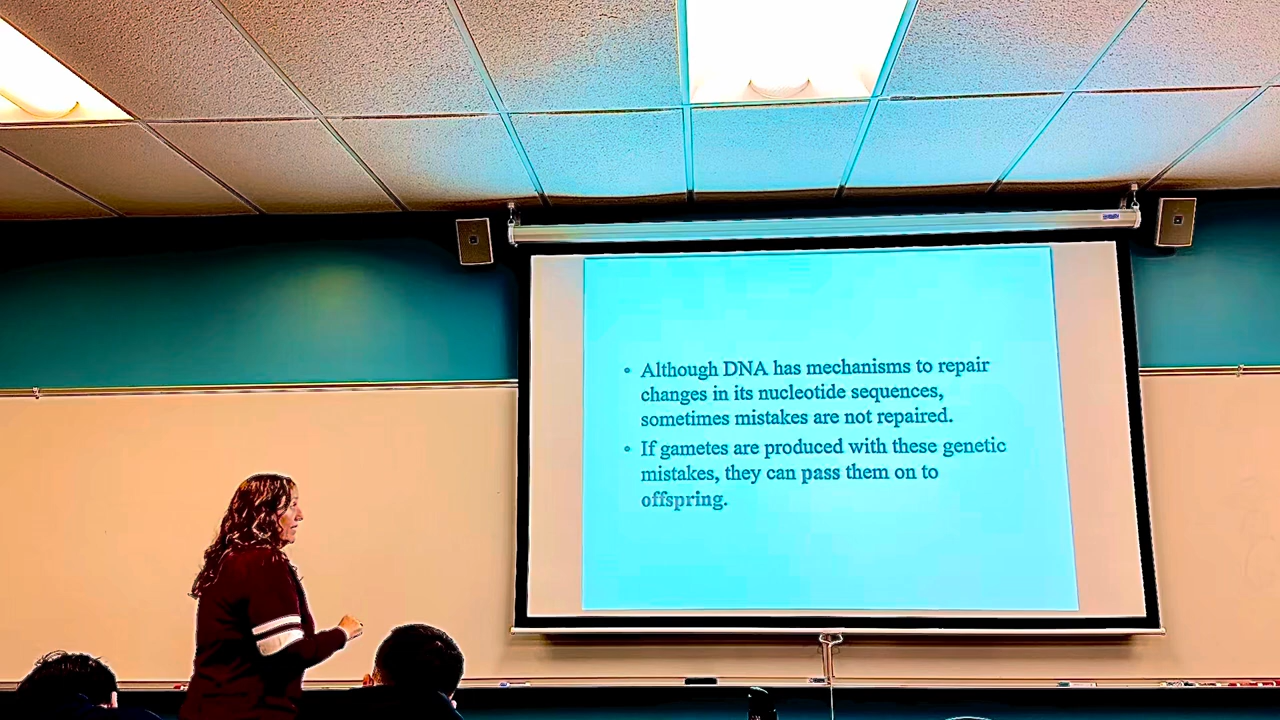 • Although DNA has mechanisms to repair
changes in its nucleotide sequences,
sometimes mistakes are not repaired.
• If gametes are produced with these genetic
mistakes, they can pass them on to
offspring.